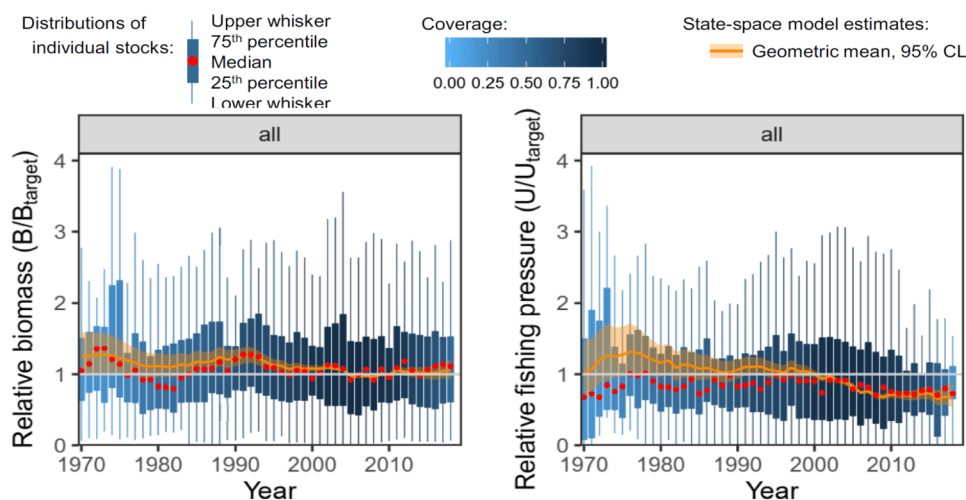 Distributions of
individual stocks:
Upper whisker
75th percentile
Median
25th percentile
Lower whisker
Coverage:
0.00 0.25 0.50 0.75 1.00
State-space model estimates:
Geometric mean, 95% CL
all
Relative biomass (B/Btarget)
4
3
2
1
0
1970 1980 1990 2000 2010
Year
all
Relative fishing pressure (U/Utarget)
4
3
2
1
0
1970 1980 1990 2000 2010
Year